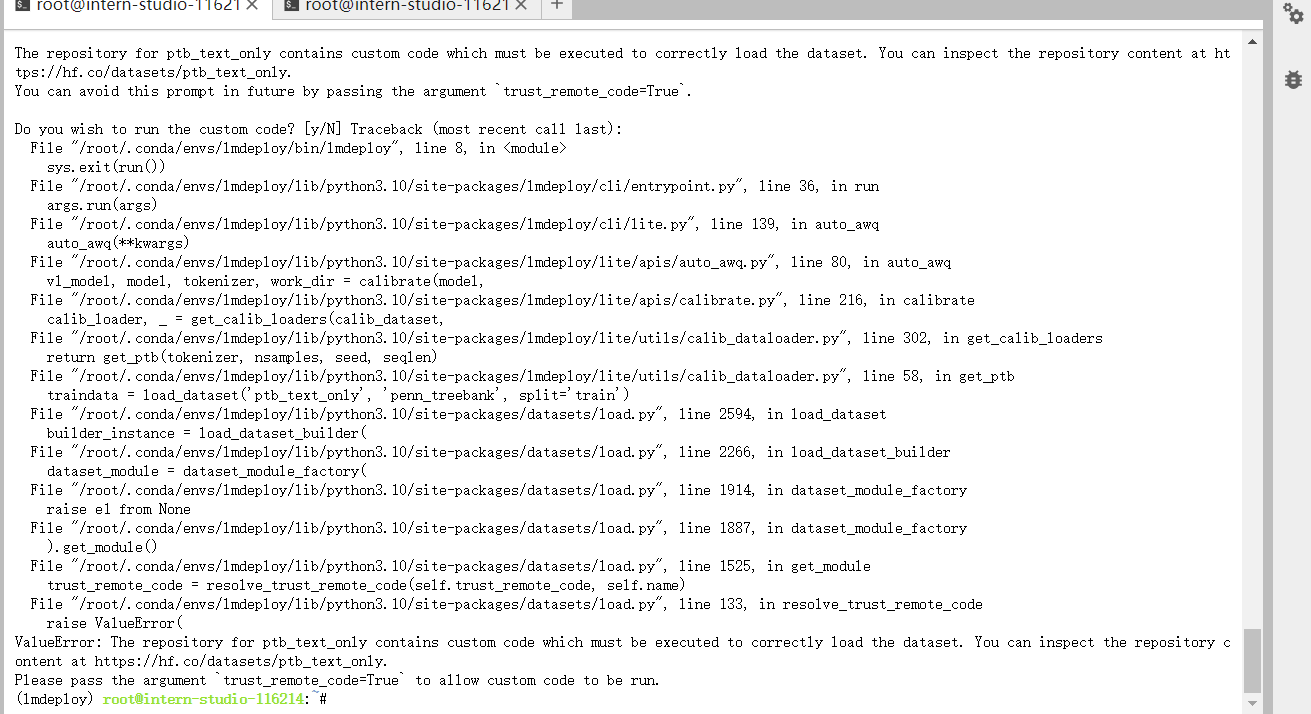 root@intern-studio-11621 × root@intern-studio-11621 × +
The repository for ptb_text_only contains custom code which must be executed to correctly load the dataset. You can inspect the repository content at ht
tps://hf.co/datasets/ptb_text_only.
You can avoid this prompt in future by passing the argument `trust_remote_code=True`.
Do you wish to run the custom code? [y/N] Traceback (most recent call last):
File "/root/.conda/envs/lmdeploy/bin/lmdeploy", line 8, in <module>
sys.exit(run())
File "/root/.conda/envs/lmdeploy/lib/python3.10/site-packages/lmdeploy/cli/entrypoint.py", line 36, in run
args.run(args)
File "/root/.conda/envs/lmdeploy/lib/python3.10/site-packages/lmdeploy/cli/lite.py", line 139, in auto_awq
auto_awq(**kwargs)
File "/root/.conda/envs/lmdeploy/lib/python3.10/site-packages/lmdeploy/lite/apis/auto_awq.py", line 80, in auto_awq
vl_model, model, tokenizer, work_dir = calibrate(model,
File "/root/.conda/envs/lmdeploy/lib/python3.10/site-packages/lmdeploy/lite/apis/calibrate.py", line 216, in calibrate
calib_loader, _ = get_calib_loaders(calib_dataset,
File "/root/.conda/envs/lmdeploy/lib/python3.10/site-packages/lmdeploy/lite/utils/calib_dataloader.py", line 302, in get_calib_loaders
return get_ptb(tokenizer, nsamples, seed, seqlen)
File "/root/.conda/envs/lmdeploy/lib/python3.10/site-packages/lmdeploy/lite/utils/calib_dataloader.py", line 58, in get_ptb
traindata = load_dataset('ptb_text_only', 'penn_treebank', split='train')
File "/root/.conda/envs/lmdeploy/lib/python3.10/site-packages/datasets/load.py", line 2594, in load_dataset
builder_instance = load_dataset_builder(
File "/root/.conda/envs/lmdeploy/lib/python3.10/site-packages/datasets/load.py", line 2266, in load_dataset_builder
dataset_module = dataset_module_factory(
File "/root/.conda/envs/lmdeploy/lib/python3.10/site-packages/datasets/load.py", line 1914, in dataset_module_factory
raise e1 from None
File "/root/.conda/envs/lmdeploy/lib/python3.10/site-packages/datasets/load.py", line 1887, in dataset_module_factory
).get_module()
File "/root/.conda/envs/lmdeploy/lib/python3.10/site-packages/datasets/load.py", line 1525, in get_module
trust_remote_code = resolve_trust_remote_code(self.trust_remote_code, self.name)
File "/root/.conda/envs/lmdeploy/lib/python3.10/site-packages/datasets/load.py", line 133, in resolve_trust_remote_code
raise ValueError(
ValueError: The repository for ptb_text_only contains custom code which must be executed to correctly load the dataset. You can inspect the repository c
ontent at https://hf.co/datasets/ptb_text_only.
Please pass the argument `trust_remote_code=True` to allow custom code to be run.
(lmdeploy) root@intern-studio-116214:~#